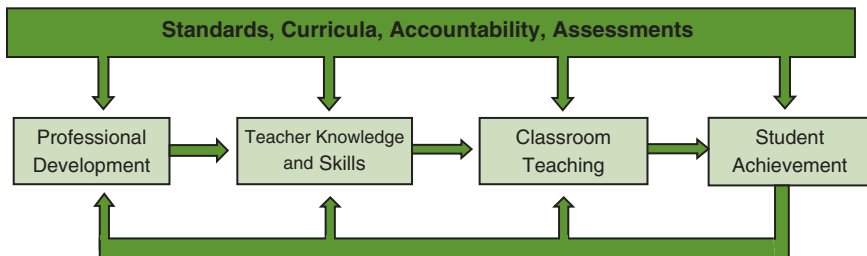 Standards, Curricula, Accountability, Assessments
Professional
Development
Teacher Knowledge
and Skills
Classroom
Teaching
Student
Achievement